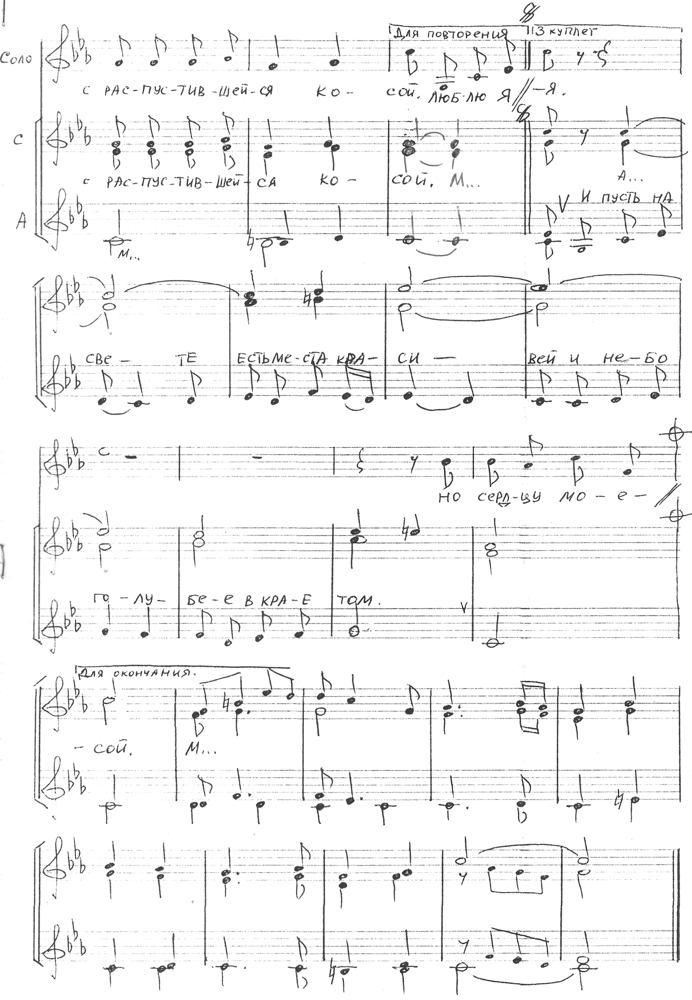 Для повторения 3 куплет
Соло
с РАС-ПУС-ТИВ-ШЕЙ-СЯ КО- СОЙ. ЛЮБ-ЛЮ Я // -Я.
С
с РАС-ПУС-ТИВ-ШЕЙ-СЯ КО- СОЙ. М... А...
И ПУСТЬ НА
А
М...
СВЕ- ТЕ ЕСТЬ МЕ-СТА КРА- СИ- ВЕЙ И НЕ-БО
С
НО СЕРД-ЦУ МО-Е- //
ГО-ЛУ- БЕ-Е В КРА-Е ТОМ.
Для окончания.
-СОЙ. М...